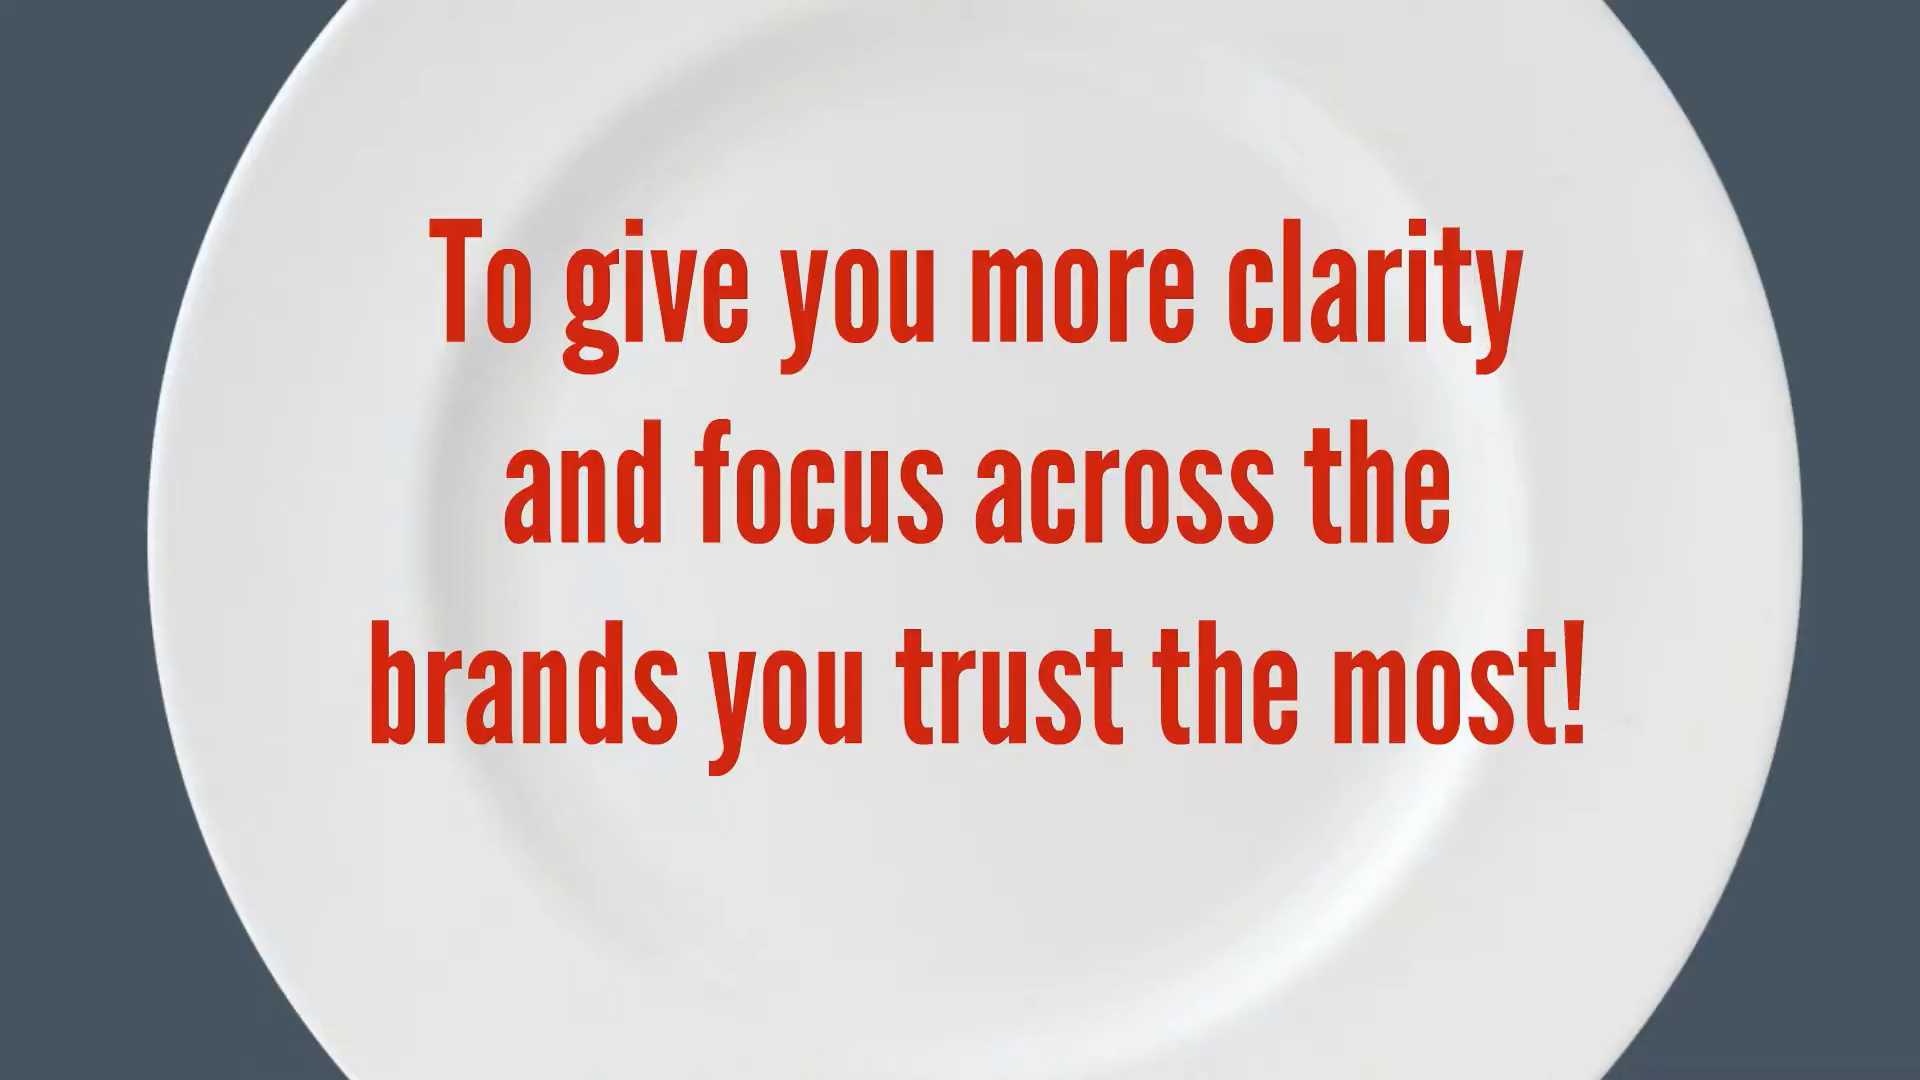 To give you more clarity
and focus across the
brands you trust the most!